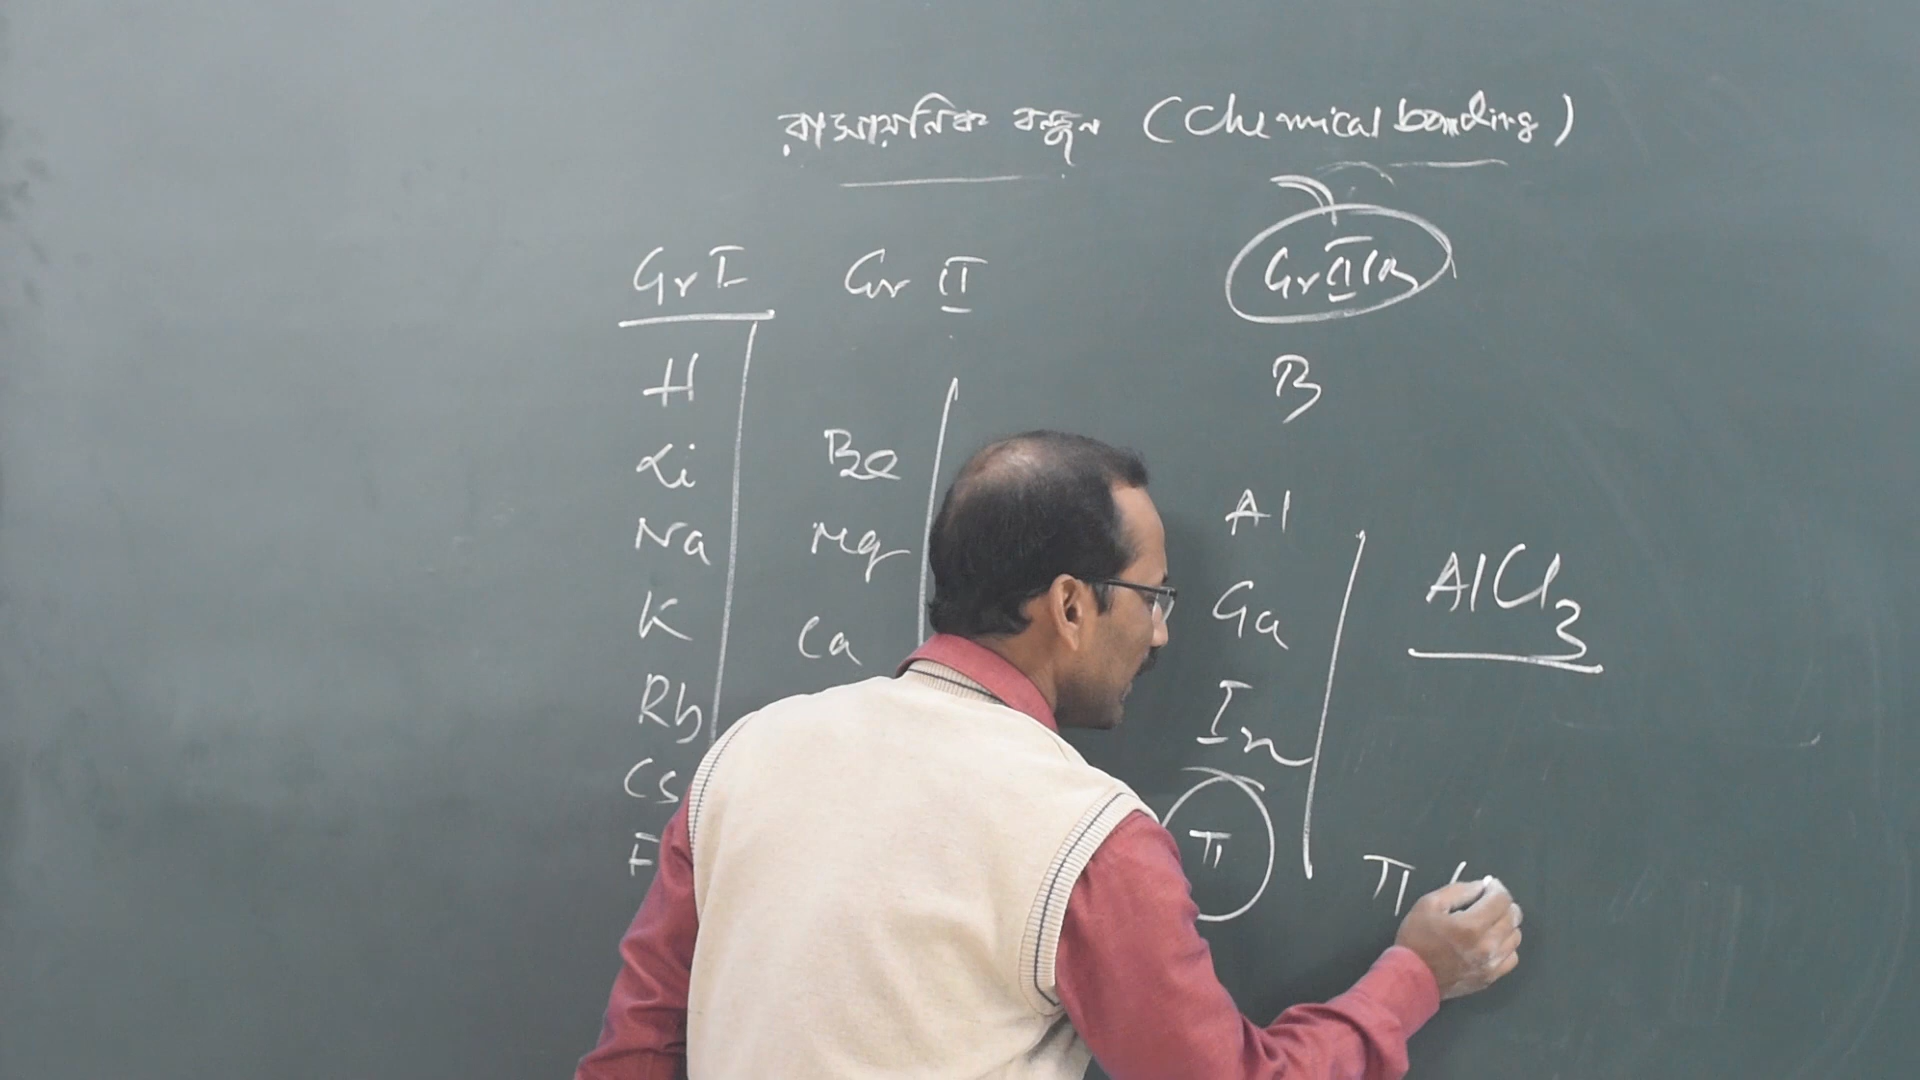 রাসায়নিক বন্ধন (Chemical bonding)
Gr I Gr II Gr III
H B
Li Be Al
Na Mg Ga AlCl3
K Ca In
Rb Tl Tl
Cs